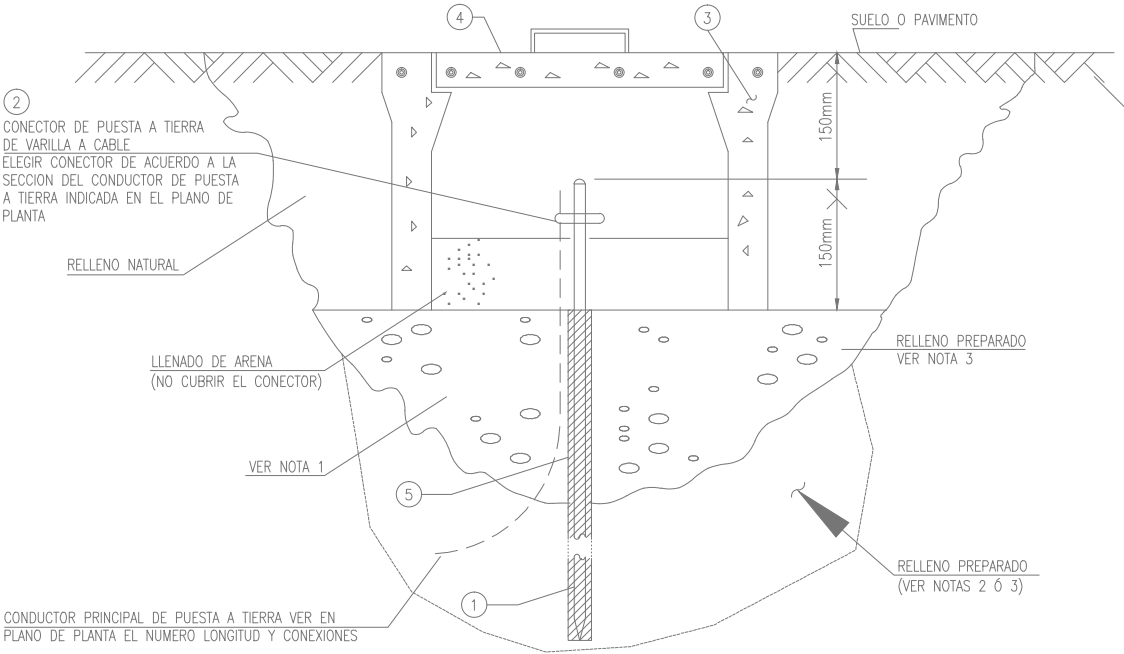 4
3
SUELO O PAVIMENTO
2
CONECTOR DE PUESTA A TIERRA
DE VARILLA A CABLE
ELEGIR CONECTOR DE ACUERDO A LA
SECCION DEL CONDUCTOR DE PUESTA
A TIERRA INDICADA EN EL PLANO DE
PLANTA
150mm
150mm
RELLENO NATURAL
LLENADO DE ARENA
(NO CUBRIR EL CONECTOR)
RELLENO PREPARADO
VER NOTA 3
VER NOTA 1
5
RELLENO PREPARADO
(VER NOTAS 2 Ó 3)
1
CONDUCTOR PRINCIPAL DE PUESTA A TIERRA VER EN
PLANO DE PLANTA EL NUMERO LONGITUD Y CONEXIONES